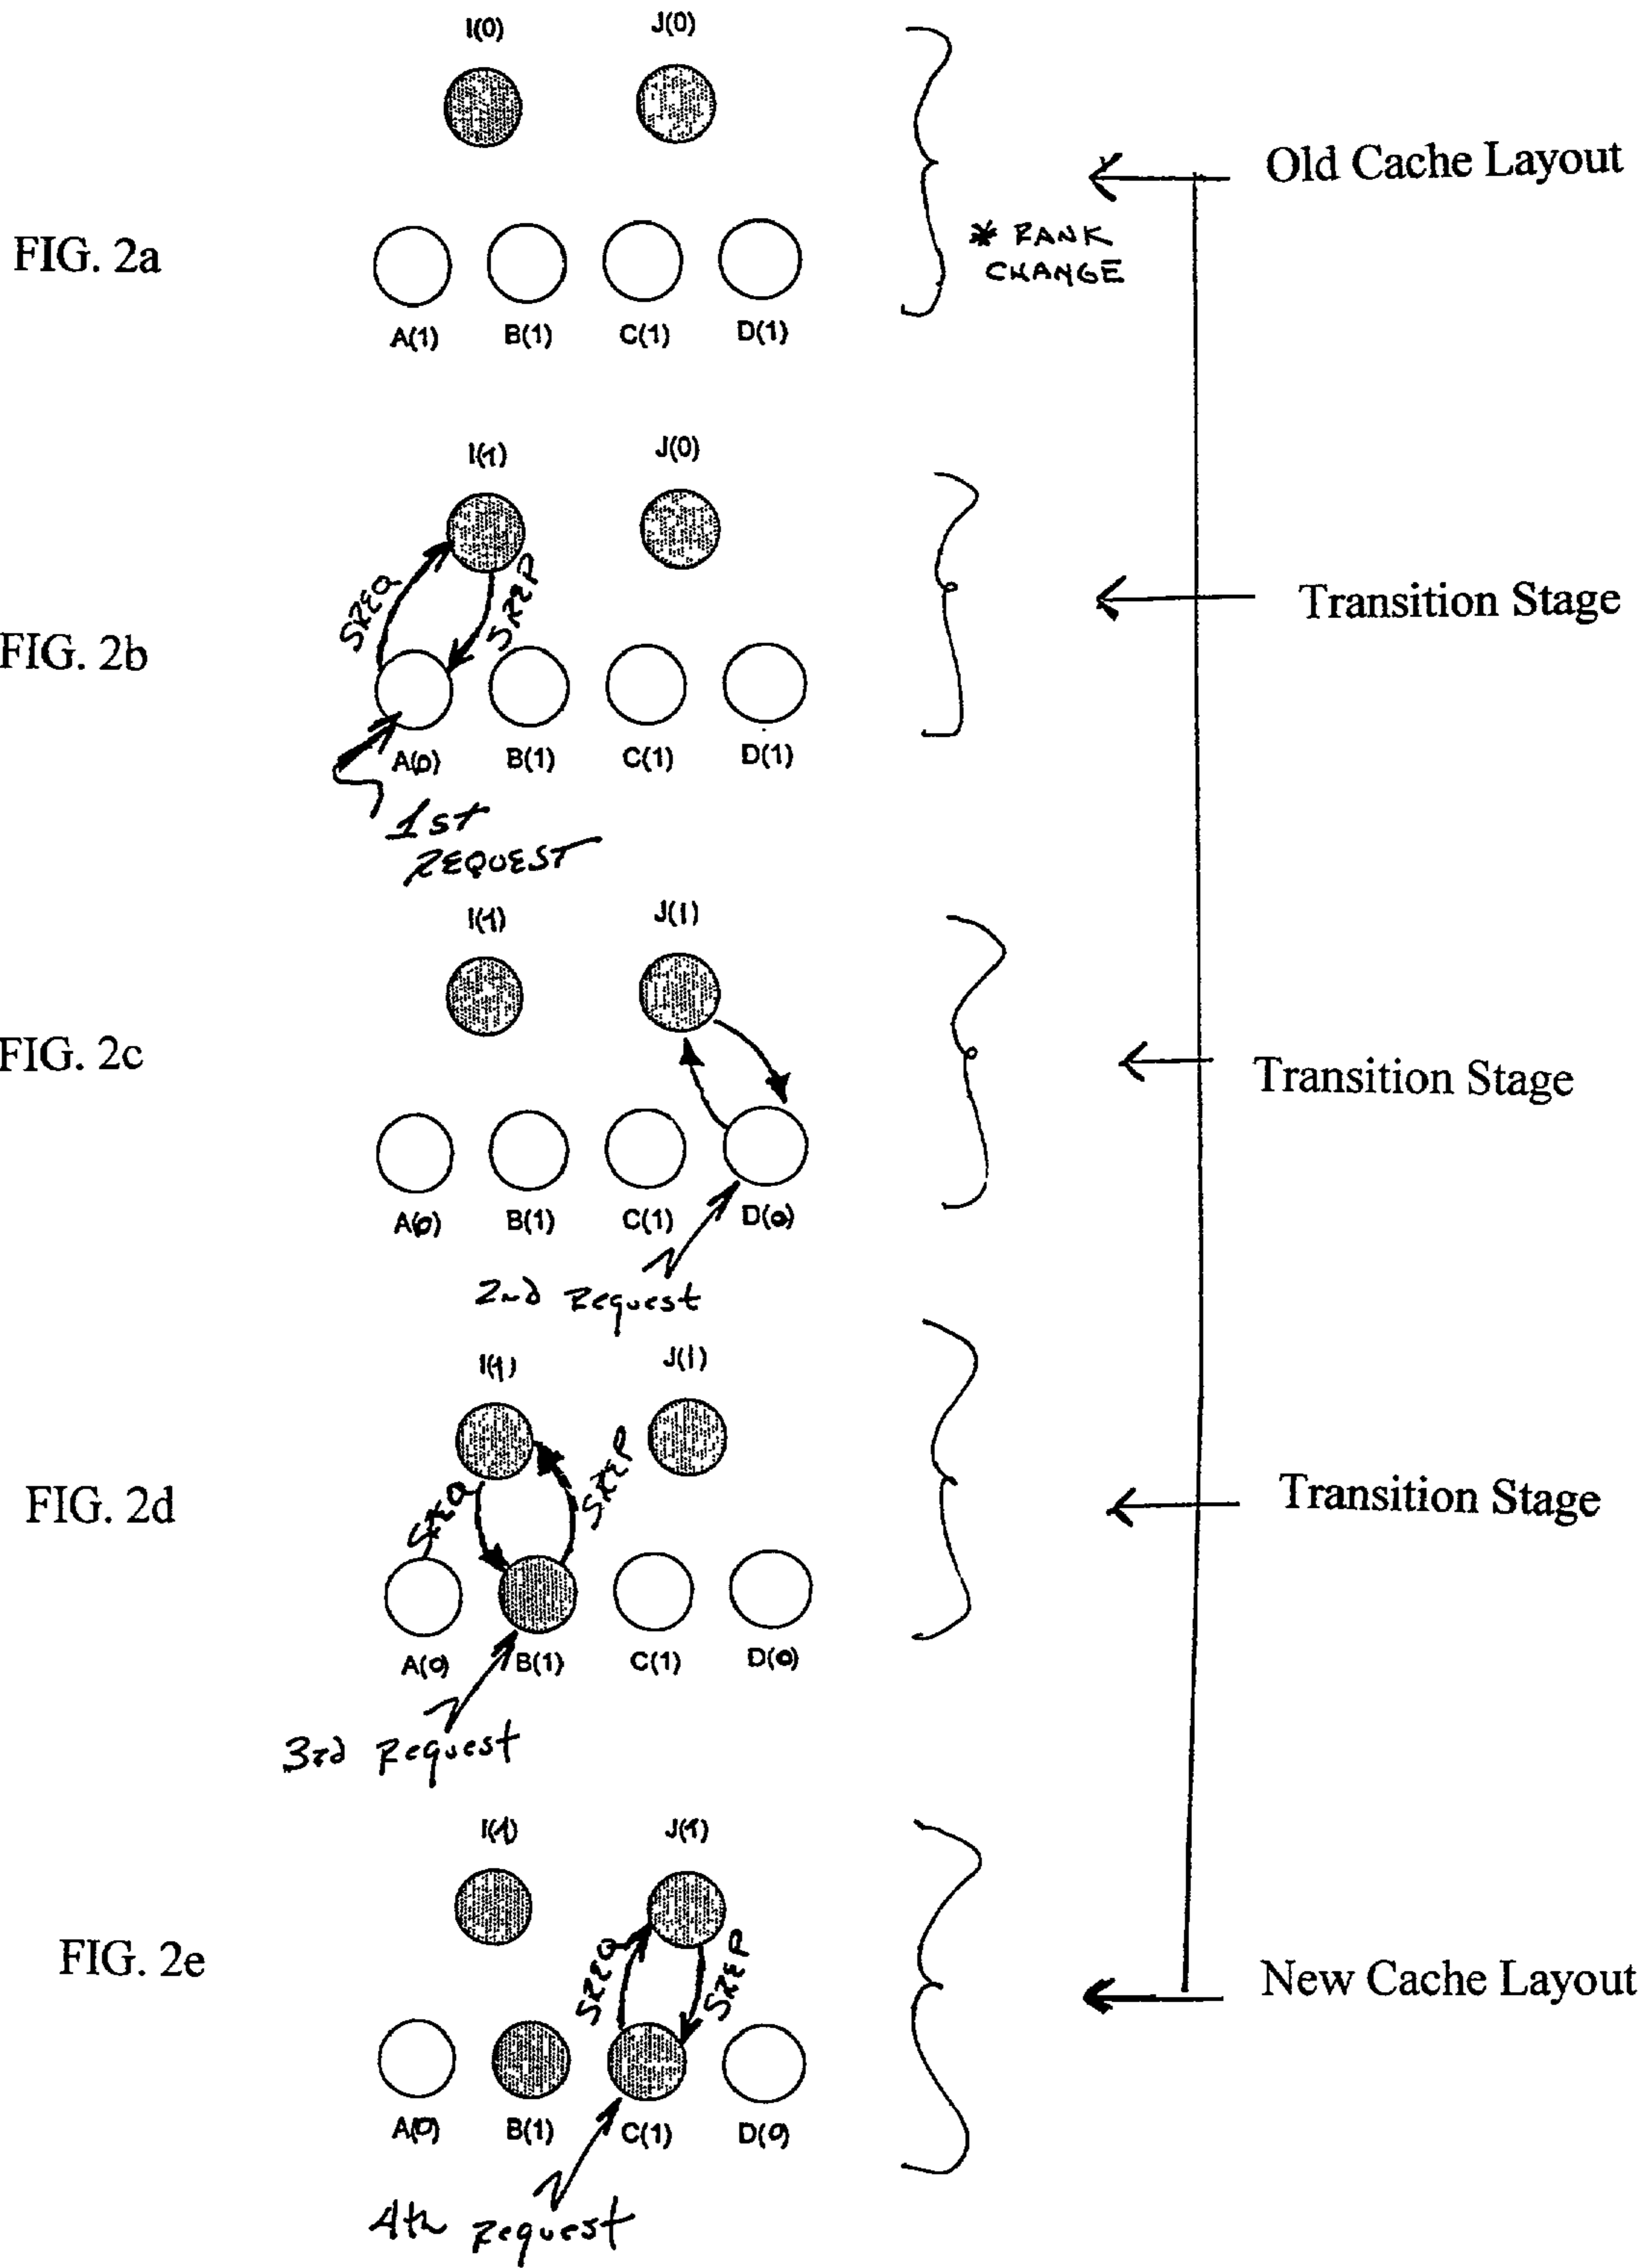 I(0) J(0)
Old Cache Layout
FIG. 2a
* RANK
CHANGE
A(1) B(1) C(1) D(1)
I(1) J(0)
SREQ SREP
Transition Stage
FIG. 2b
A(0) B(1) C(1) D(1)
1st
REQUEST
I(1) J(1)
FIG. 2c
Transition Stage
A(0) B(1) C(1) D(0)
2nd Request
I(1) J(1)
SREQ SREP
FIG. 2d
Transition Stage
A(0) B(1) C(1) D(0)
3rd Request
I(1) J(1)
SREQ SREP
FIG. 2e
New Cache Layout
A(0) B(1) C(1) D(0)
4th Request